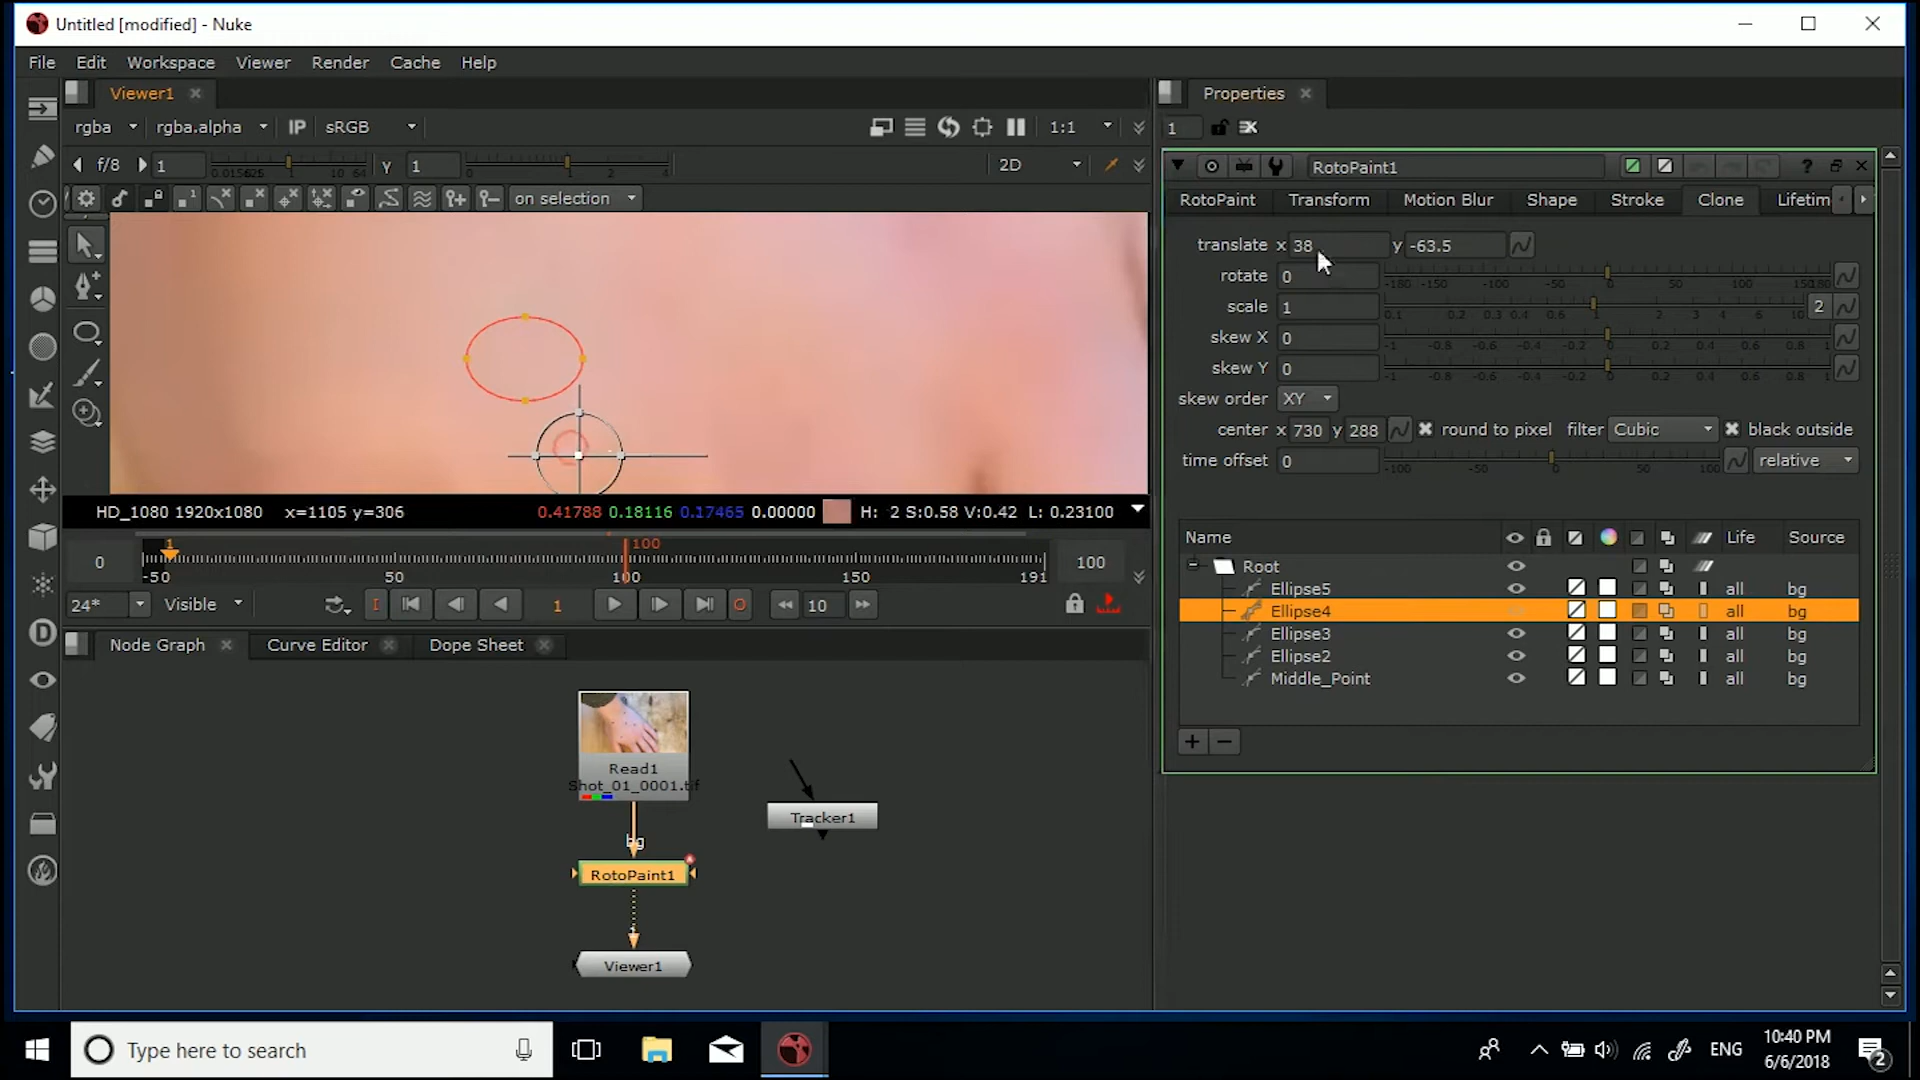 Untitled [modified] - Nuke
File Edit Workspace Viewer Render Cache Help
Viewer1
Properties
rgba rgba.alpha IP sRGB 1:1
1
f/8 1 Y 1 2D
RotoPaint1
on selection
RotoPaint Transform Motion Blur Shape Stroke Clone Lifetim
translate x 38 y -63.5
rotate 0
-180 -150 -100 -50 0 50 100
scale 1 2
0.1 0.2 0.3 0.4 0.6 1 2 3 4 6 10
skew X 0
-1 -0.8 -0.6 -0.4 -0.2 0 0.2 0.4 0.6 0.8 1
skew Y 0
-1 -0.8 -0.6 -0.4 -0.2 0 0.2 0.4 0.6 0.8 1
skew order XY
center x 730 y 288 round to pixel filter Cubic black outside
time offset 0 relative
-100 -50 0 50 100
HD_1080 1920x1080 x=1105 y=306 0.41788 0.18116 0.17465 0.00000 H: 2 S:0.58 V:0.42 L: 0.23100
Name Life Source
Root
Ellipse5 all bg
Ellipse4 all bg
Ellipse3 all bg
Ellipse2 all bg
Middle_Point all bg
+ −
0 1 100 100
-50 0 50 100 150 191
24* Visible 1 10
Node Graph Curve Editor Dope Sheet
Read1
Shot_01_0001.tif
bg
Tracker1
RotoPaint1
1
Viewer1
Type here to search
ENG
10:40 PM
6/6/2018
2